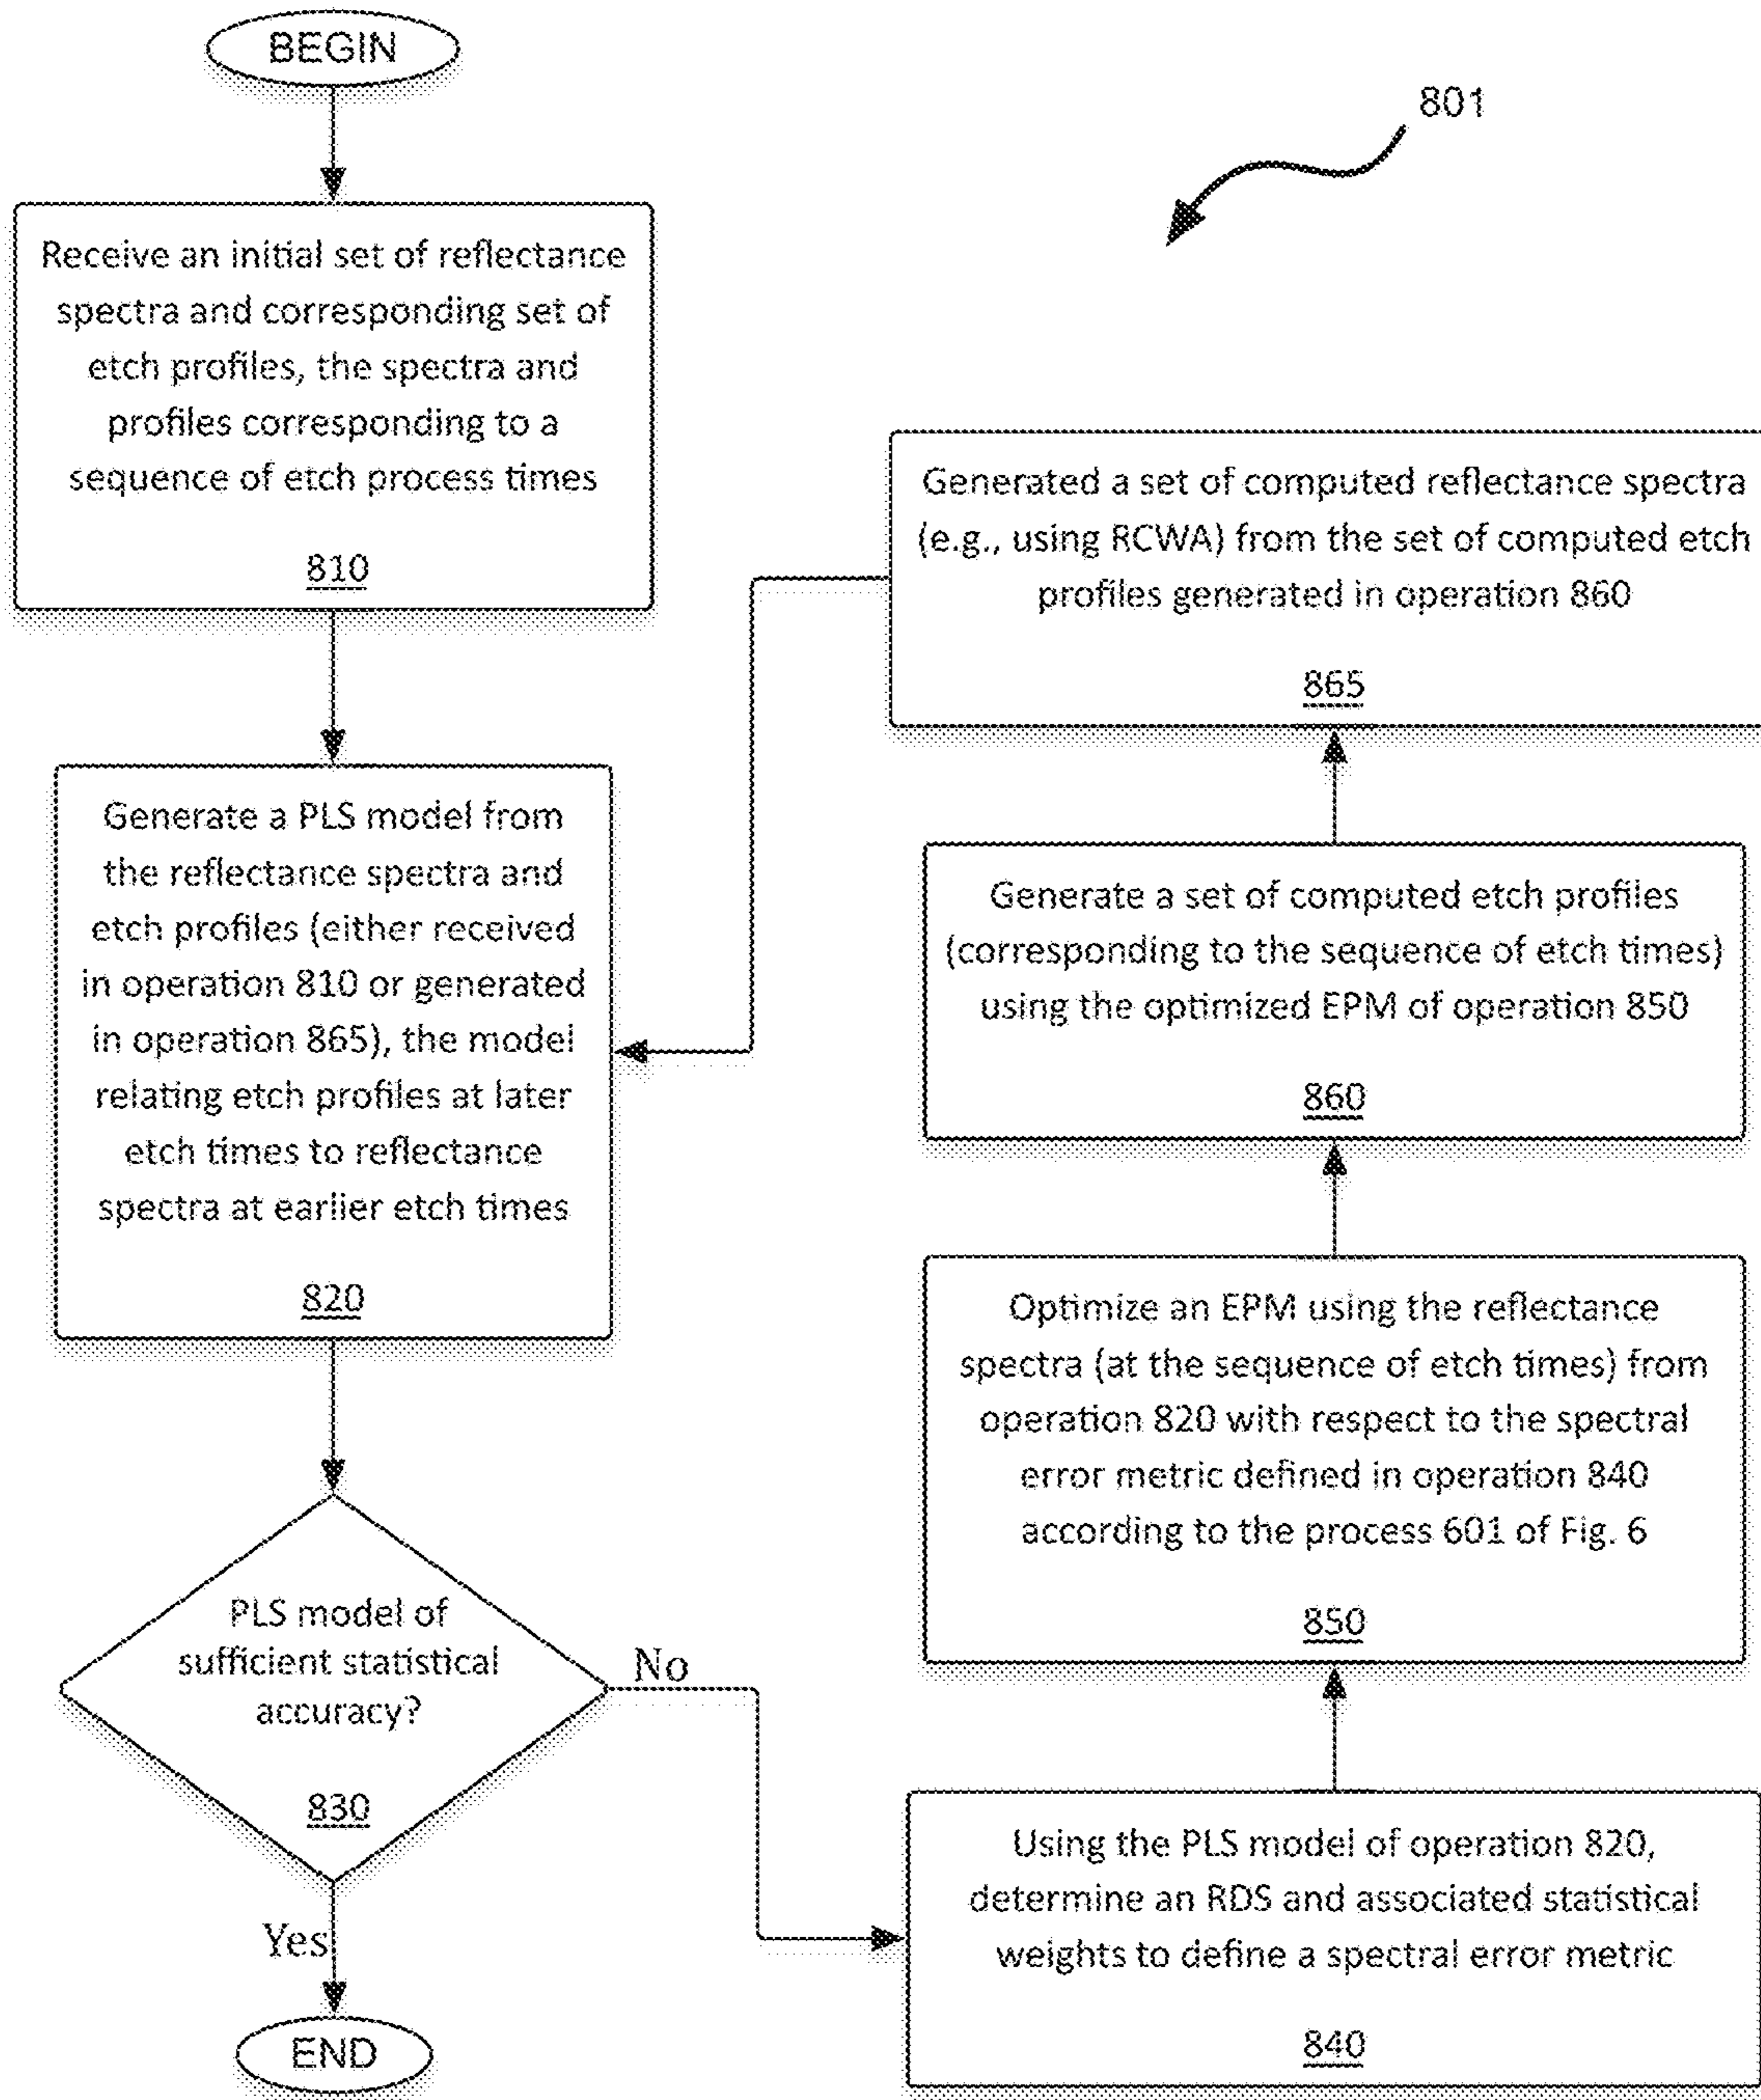 BEGIN
801
Receive an initial set of reflectance
spectra and corresponding set of
etch profiles, the spectra and
profiles corresponding to a
sequence of etch process times
810
Generate a PLS model from
the reflectance spectra and
etch profiles (either received
in operation 810 or generated
in operation 865), the model
relating etch profiles at later
etch times to reflectance
spectra at earlier etch times
820
PLS model of
sufficient statistical
accuracy?
830
No
Yes
END
Using the PLS model of operation 820,
determine an RDS and associated statistical
weights to define a spectral error metric
840
Optimize an EPM using the reflectance
spectra (at the sequence of etch times) from
operation 820 with respect to the spectral
error metric defined in operation 840
according to the process 601 of Fig. 6
850
Generate a set of computed etch profiles
(corresponding to the sequence of etch times)
using the optimized EPM of operation 850
860
Generated a set of computed reflectance spectra
(e.g., using RCWA) from the set of computed etch
profiles generated in operation 860
865